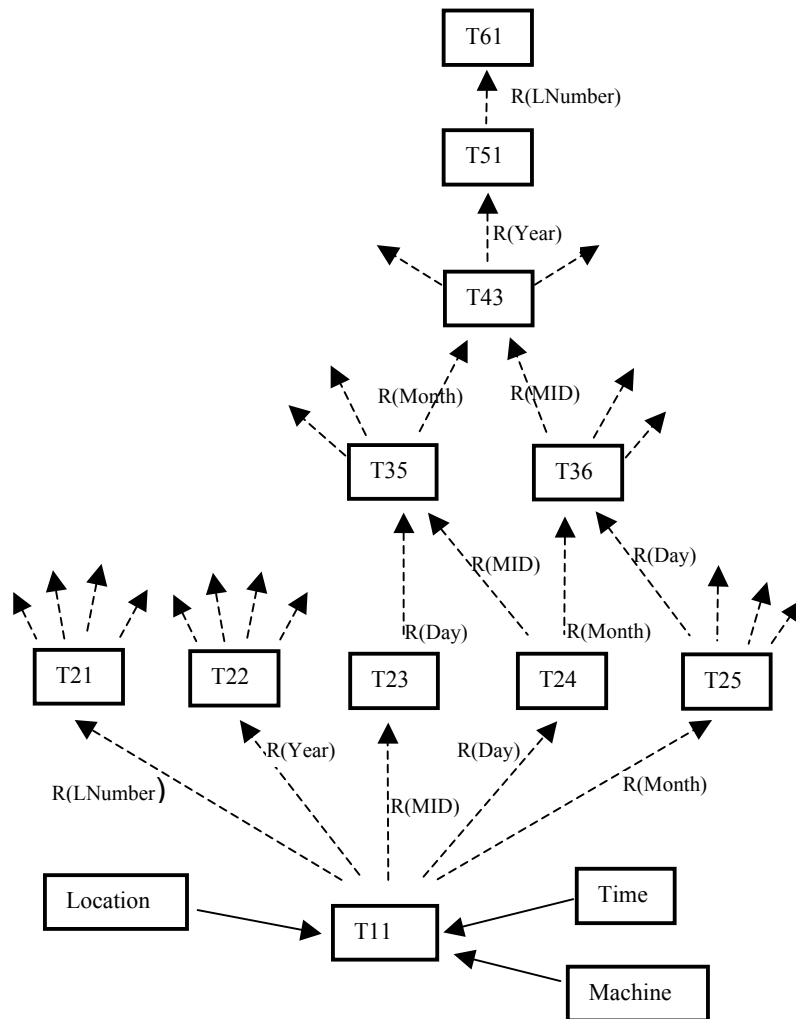 T61
R(LNumber)
T51
R(Year)
T43
R(Month)
R(MID)
T35
T36
R(MID)
R(Day)
R(Day)
R(Month)
T21
T22
T23
T24
T25
R(Year)
R(Day)
R(LNumber)
R(MID)
R(Month)
Location
Time
T11
Machine